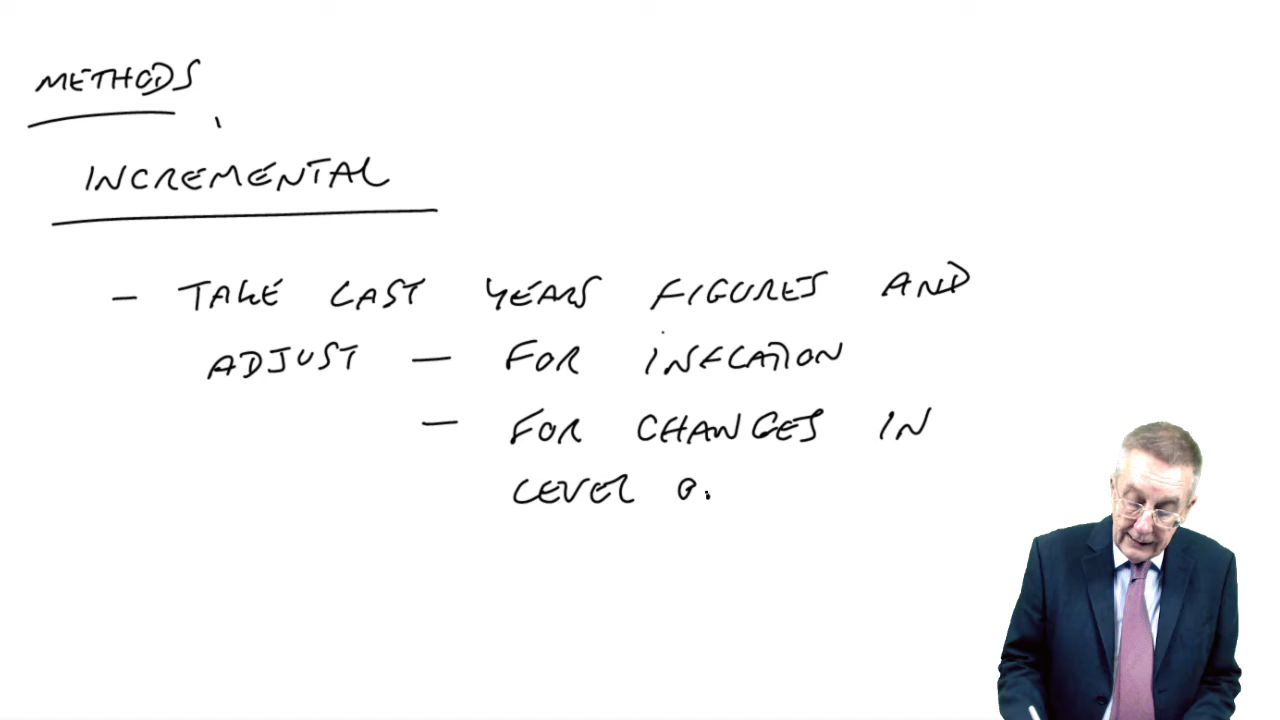 METHODS
INCREMENTAL
- TAKE LAST YEARS FIGURES AND
ADJUST - FOR INFLATION
- FOR CHANGES IN
LEVEL